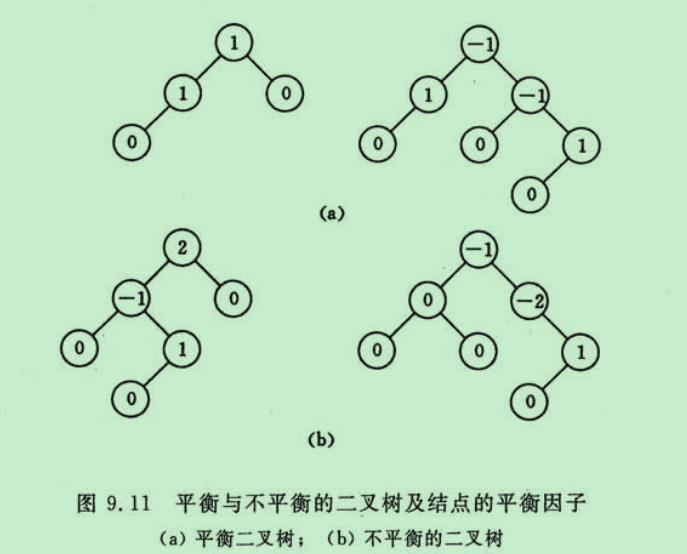 1 -1
1 0 1 -1
0 0 0 1
0
(a)
2 -1
-1 0 0 -2
0 1 0 0 1
0 0
(b)
图 9.11 平衡与不平衡的二叉树及结点的平衡因子
(a) 平衡二叉树; (b) 不平衡的二叉树